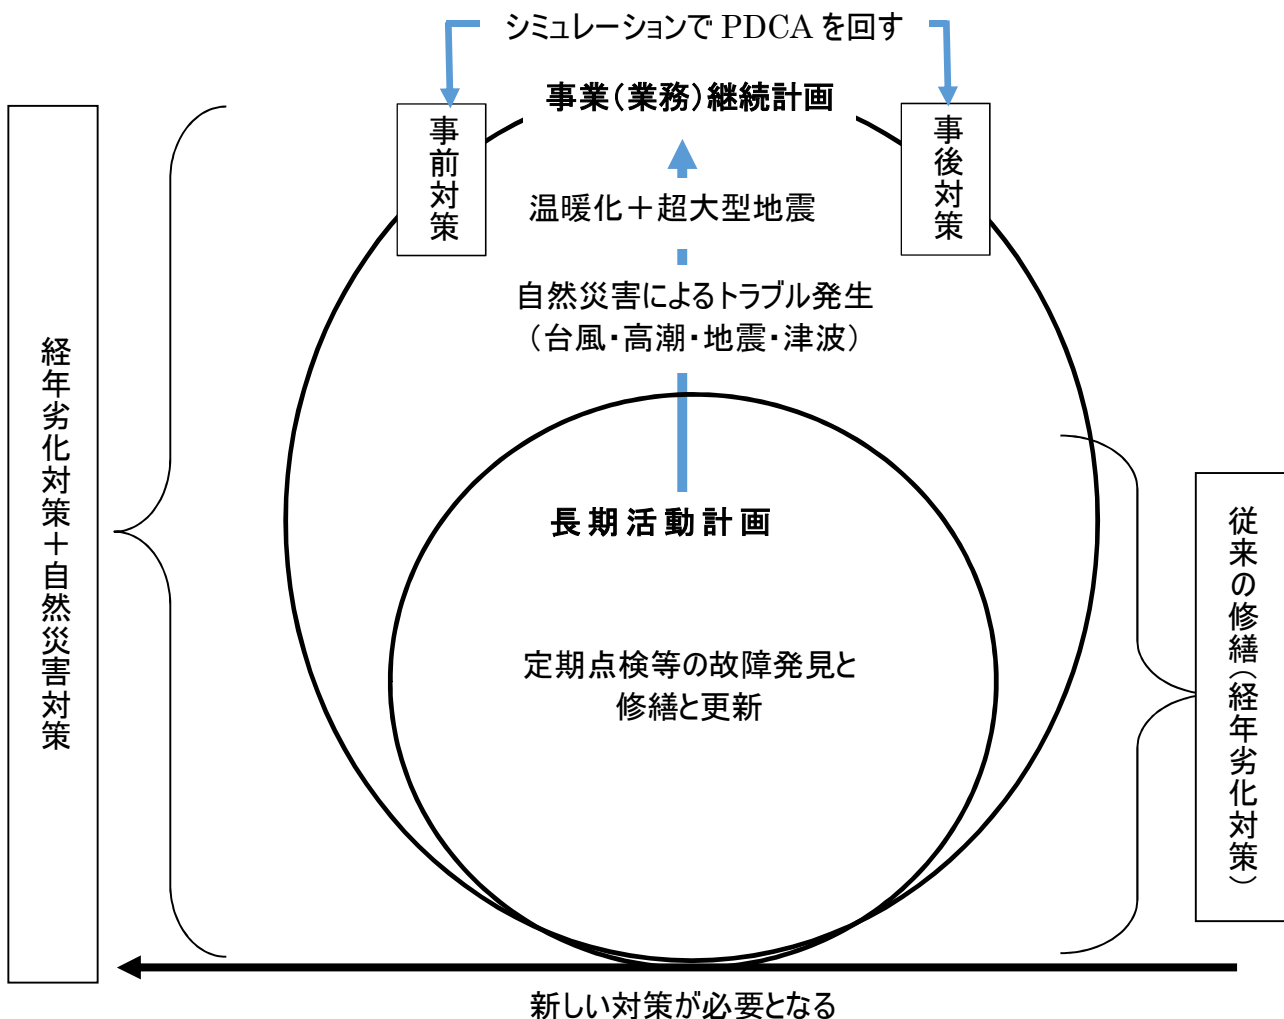 シミュレーションで PDCA を回す
事業(業務)継続計画
事前対策
事後対策
温暖化+超大型地震
自然災害によるトラブル発生
(台風・高潮・地震・津波)
経年劣化対策+自然災害対策
長期活動計画
従来の修繕(経年劣化対策)
定期点検等の故障発見と
修繕と更新
新しい対策が必要となる